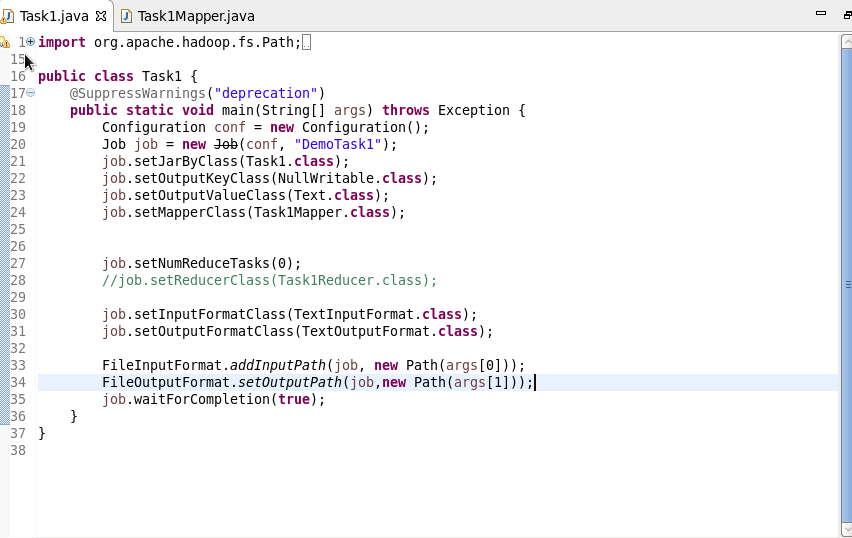 Task1.java Task1Mapper.java
1 import org.apache.hadoop.fs.Path;
15
16 public class Task1 {
17 @SuppressWarnings("deprecation")
18 public static void main(String[] args) throws Exception {
19 Configuration conf = new Configuration();
20 Job job = new Job(conf, "DemoTask1");
21 job.setJarByClass(Task1.class);
22 job.setOutputKeyClass(NullWritable.class);
23 job.setOutputValueClass(Text.class);
24 job.setMapperClass(Task1Mapper.class);
25
26
27 job.setNumReduceTasks(0);
28 //job.setReducerClass(Task1Reducer.class);
29
30 job.setInputFormatClass(TextInputFormat.class);
31 job.setOutputFormatClass(TextOutputFormat.class);
32
33 FileInputFormat.addInputPath(job, new Path(args[0]));
34 FileOutputFormat.setOutputPath(job,new Path(args[1]));
35 job.waitForCompletion(true);
36 }
37 }
38